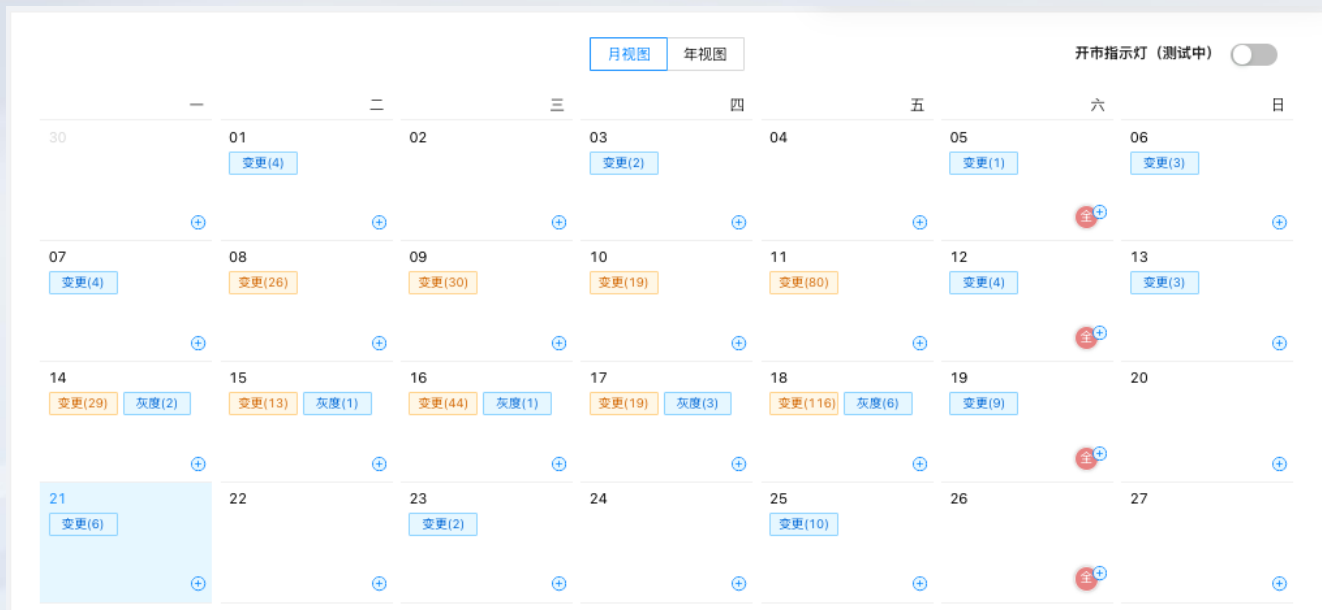 月视图 年视图 开市指示灯（测试中）
一 二 三 四 五 六 日
30 01 02 03 04 05 06
变更(4) 变更(2) 变更(1) 变更(3)
全
07 08 09 10 11 12 13
变更(4) 变更(26) 变更(30) 变更(19) 变更(80) 变更(4) 变更(3)
全
14 15 16 17 18 19 20
变更(29) 灰度(2) 变更(13) 灰度(1) 变更(44) 灰度(1) 变更(19) 灰度(3) 变更(116) 灰度(6) 变更(9)
全
21 22 23 24 25 26 27
变更(6) 变更(2) 变更(10)
全